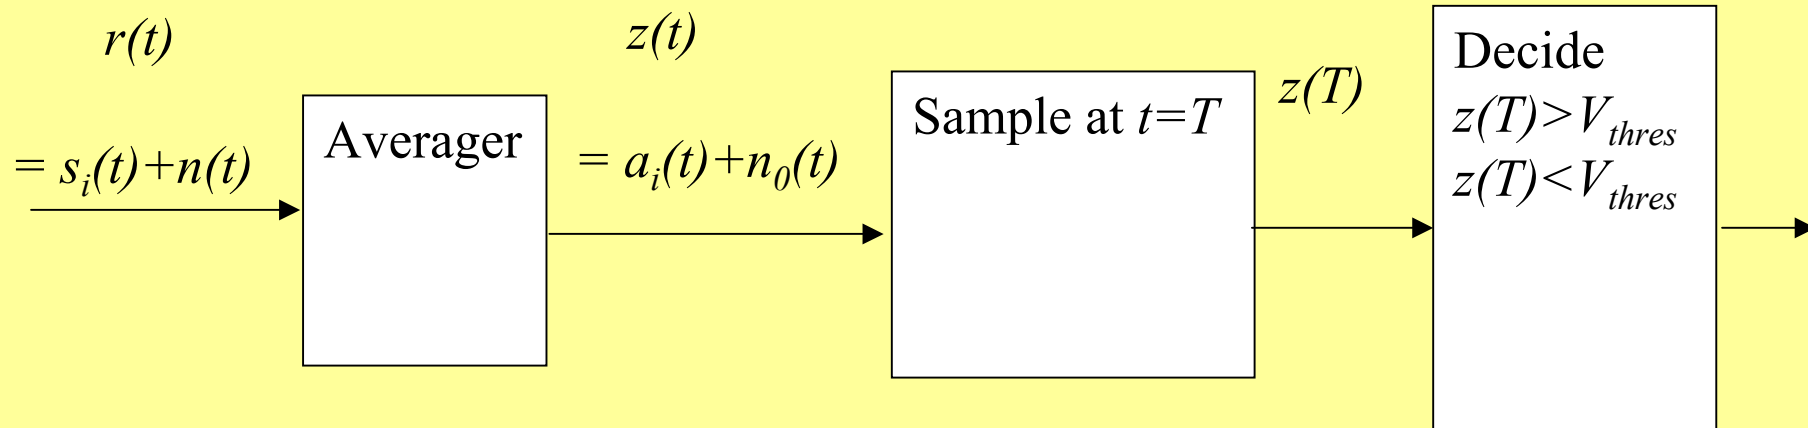 r(t)
= s_i(t)+n(t)
Averager
z(t)
= a_i(t)+n_0(t)
Sample at t=T
z(T)
Decide
z(T)>V_thres
z(T)<V_thres